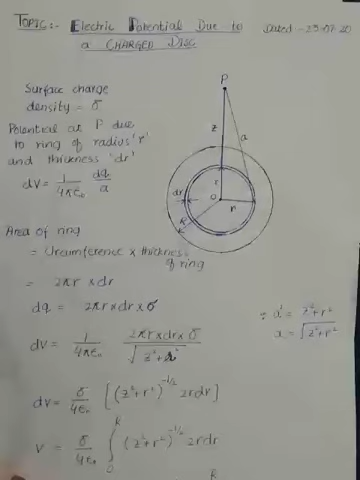 TOPIC:- Electric Potential Due to Dated - 25.07.20
a CHARGED DISC
Surface charge
density = σ
Potential at P due
to ring of radius 'r'
and thickness 'dr'
dV = 1/4πε₀ dq/a
P
z
a
dr
r
O
r
R
Area of ring
= Circumference × thickness
of ring
= 2πr × dr
dq = 2πr×dr×σ
∵ a² = z²+r²
a = √z²+r²
dV = 1/4πε₀ 2πr×dr×σ/√z²+r²
dV = σ/4ε₀ [(z²+r²)^-1/2 2rdr]
V = σ/4ε₀ ∫₀^R (z²+r²)^-1/2 2rdr
R